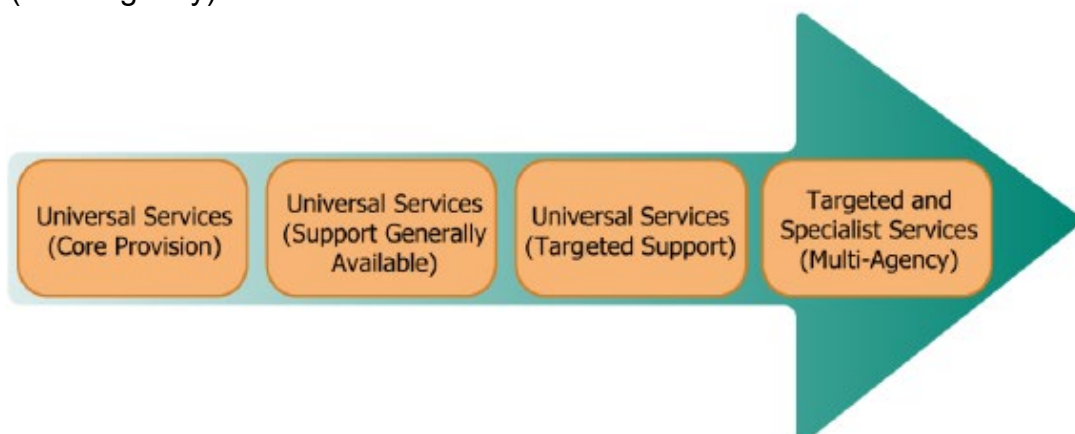 Universal Services
(Core Provision)
Universal Services
(Support Generally
Available)
Universal Services
(Targeted Support)
Targeted and
Specialist Services
(Multi-Agency)